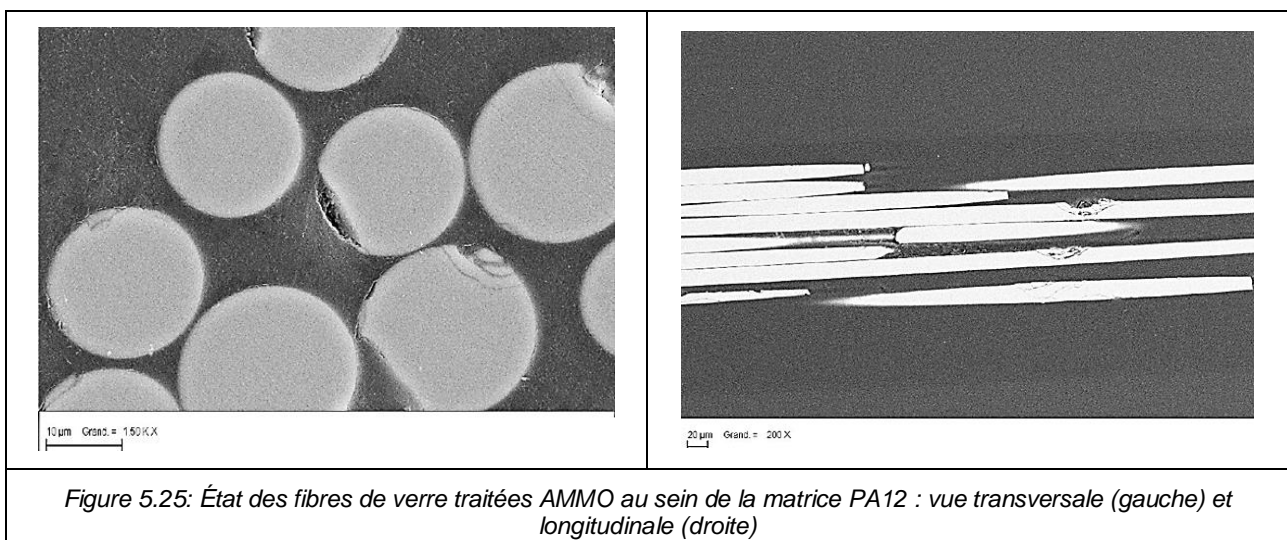 10 µm Grand. = 1.50 K X
20 µm Grand. = 200 X
Figure 5.25: État des fibres de verre traitées AMMO au sein de la matrice PA12 : vue transversale (gauche) et
longitudinale (droite)